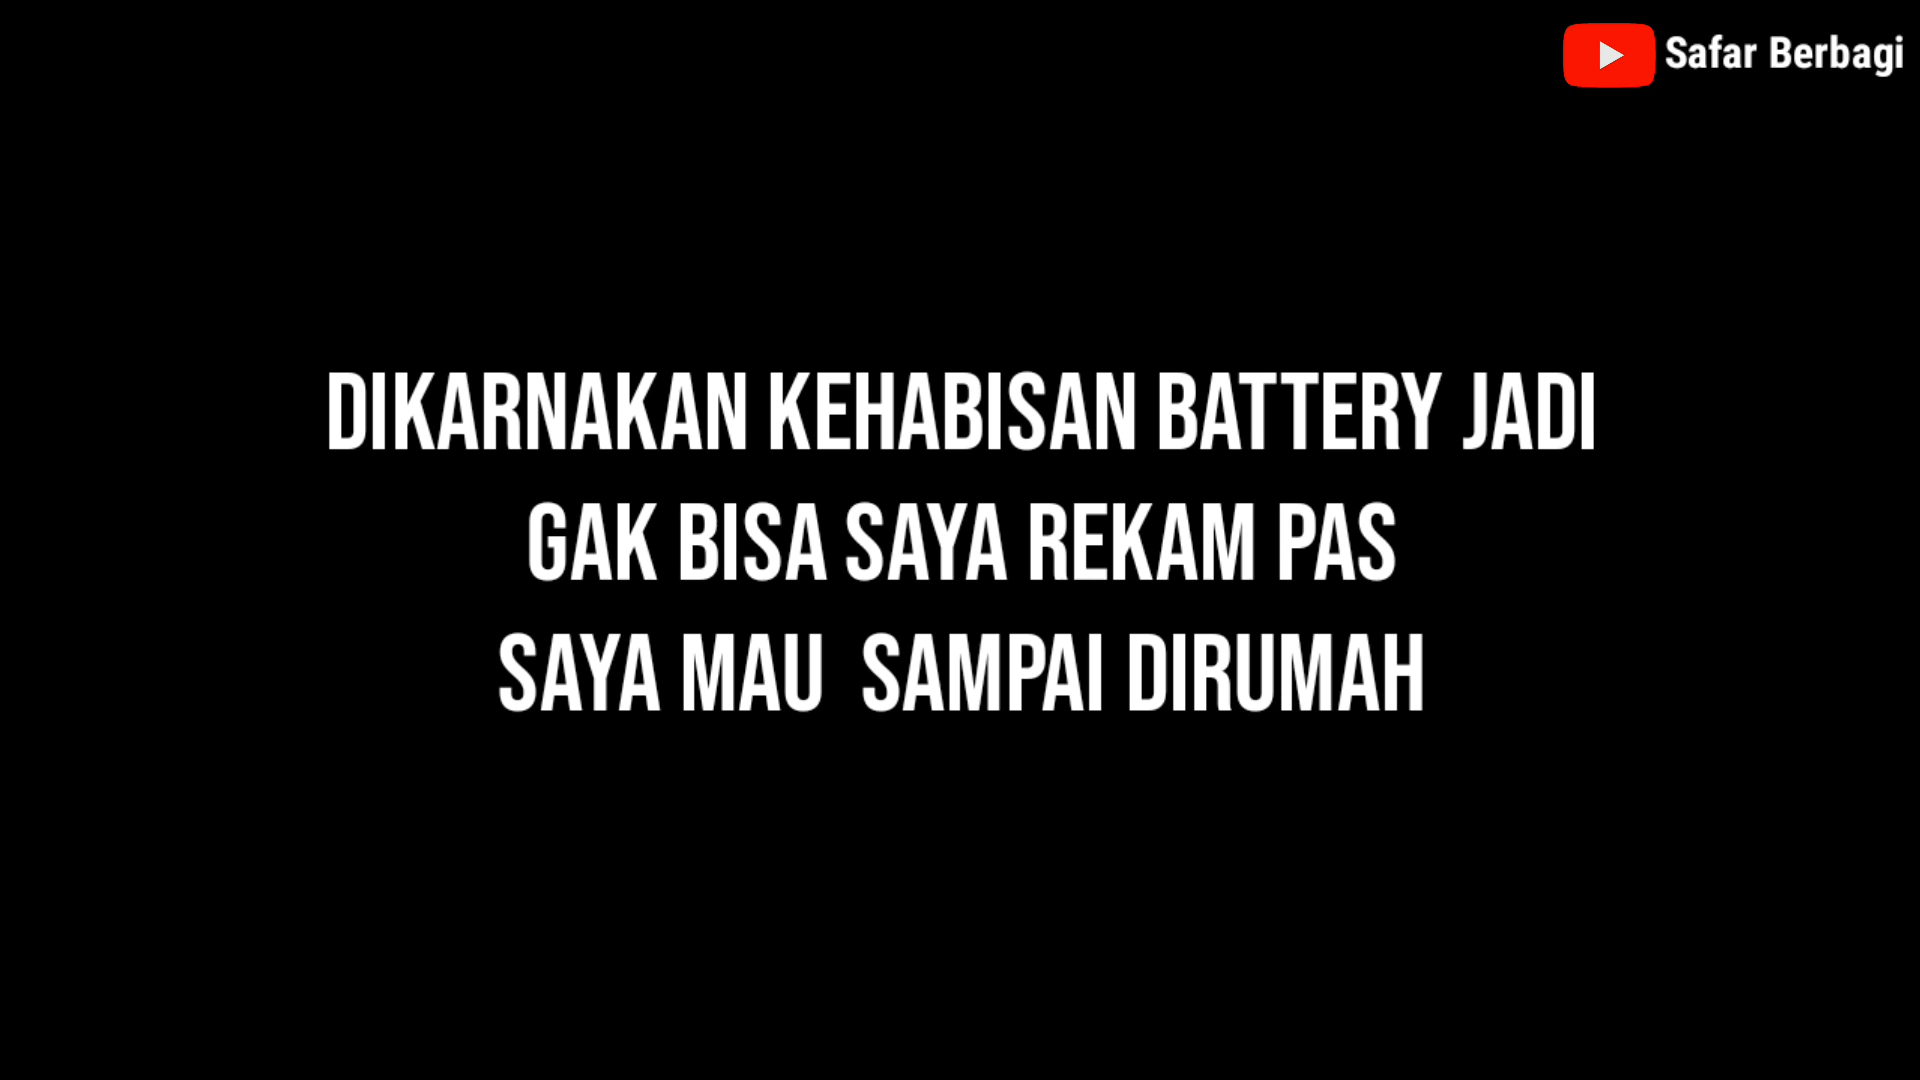 Safar Berbagi
DIKARNAKAN KEHABISAN BATTERY JADI
GAK BISA SAYA REKAM PAS
SAYA MAU  SAMPAI DIRUMAH